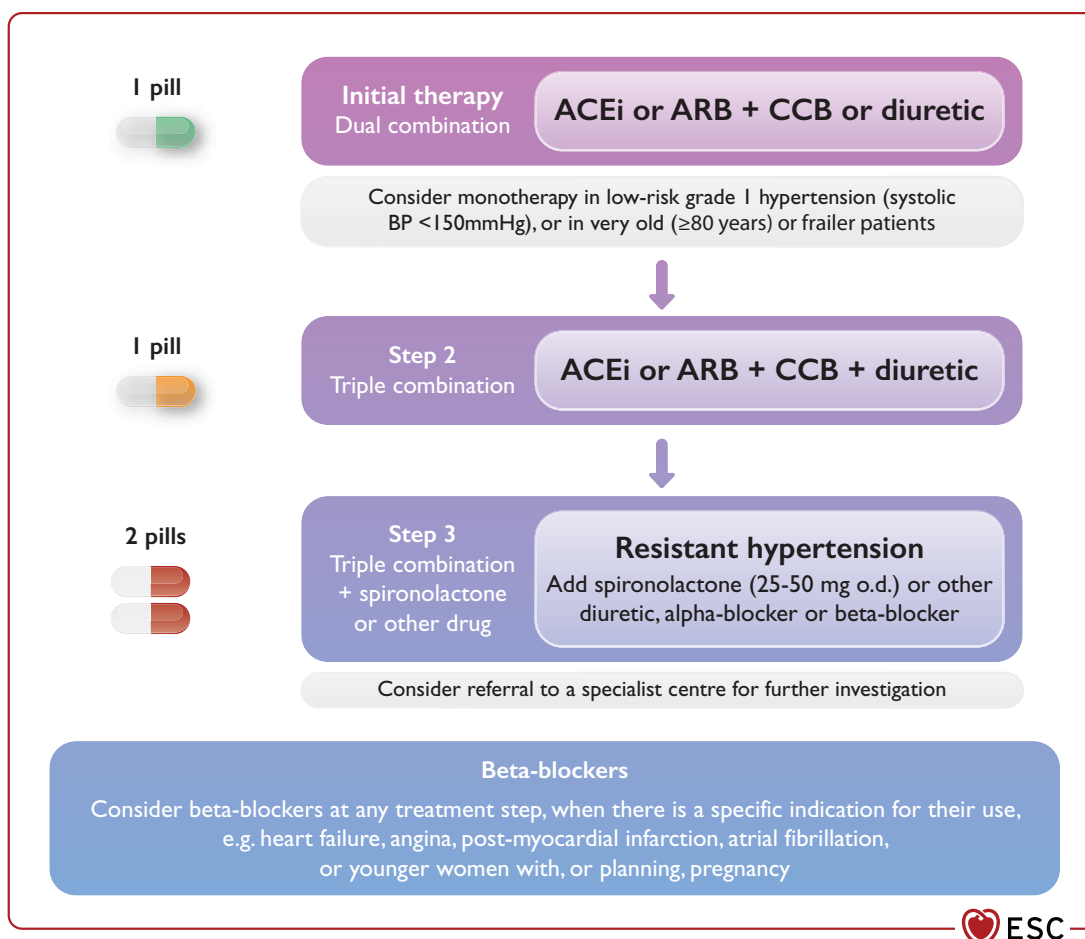 1 pill
Initial therapy
Dual combination
ACEi or ARB + CCB or diuretic
Consider monotherapy in low-risk grade 1 hypertension (systolic
BP <150mmHg), or in very old (≥80 years) or frailer patients
1 pill
Step 2
Triple combination
ACEi or ARB + CCB + diuretic
2 pills
Step 3
Triple combination
+ spironolactone
or other drug
Resistant hypertension
Add spironolactone (25-50 mg o.d.) or other
diuretic, alpha-blocker or beta-blocker
Consider referral to a specialist centre for further investigation
Beta-blockers
Consider beta-blockers at any treatment step, when there is a specific indication for their use,
e.g. heart failure, angina, post-myocardial infarction, atrial fibrillation,
or younger women with, or planning, pregnancy
ESC